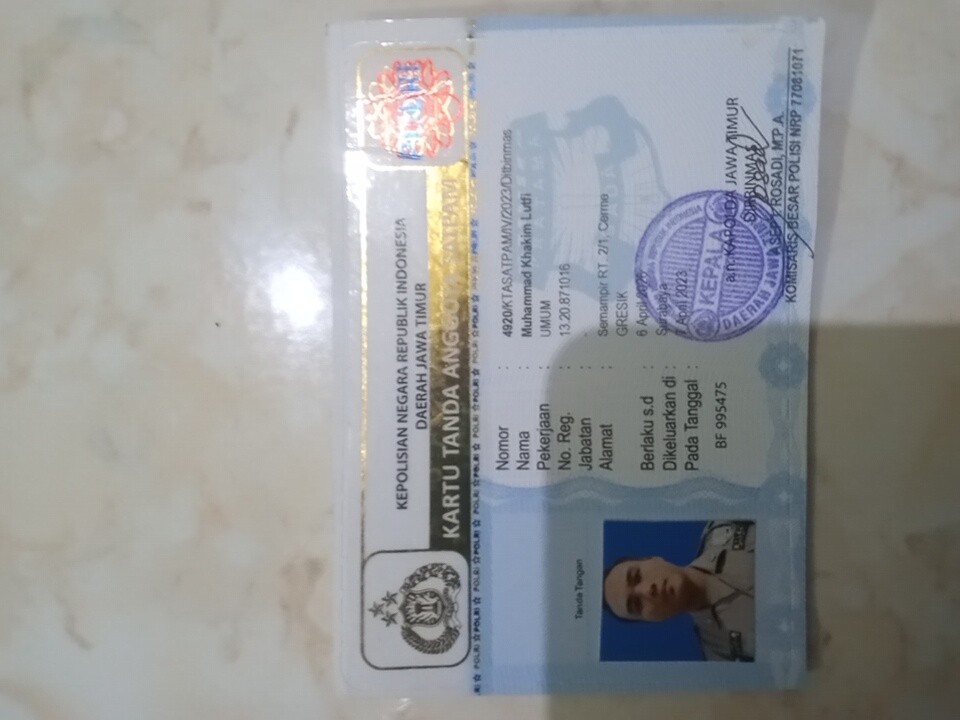 KEPOLISIAN NEGARA REPUBLIK INDONESIA
DAERAH JAWA TIMUR
KARTU TANDA ANGGOTA SATPAM
POLRI
POLRI ☆ POLRI ☆ POLRI ☆ POLRI ☆ POLRI ☆ POLRI ☆ POLRI ☆ POLRI ☆ POLRI ☆ POLRI ☆ POLRI ☆ POLRI
Nomor : 4920/KTASATPAM/IV/2023/Ditbinmas
Nama : Muhammad Khakim Lutfi
Pekerjaan : UMUM
No. Reg. : 13.20.871016
Jabatan : -
Alamat : Semampir RT. 2/1, Cerme
GRESIK
Berlaku s.d : 6 April 2026
Dikeluarkan di : Surabaya
Pada Tanggal : 7 April 2023
BF 995475
Tanda Tangan
KEPALA
DAERAH JAWA TIMUR
a.n. KAPOLDA JAWA TIMUR
DIRBINMAS
ASEP ROSADI, M.P.A.
KOMISARIS BESAR POLISI NRP 77081071